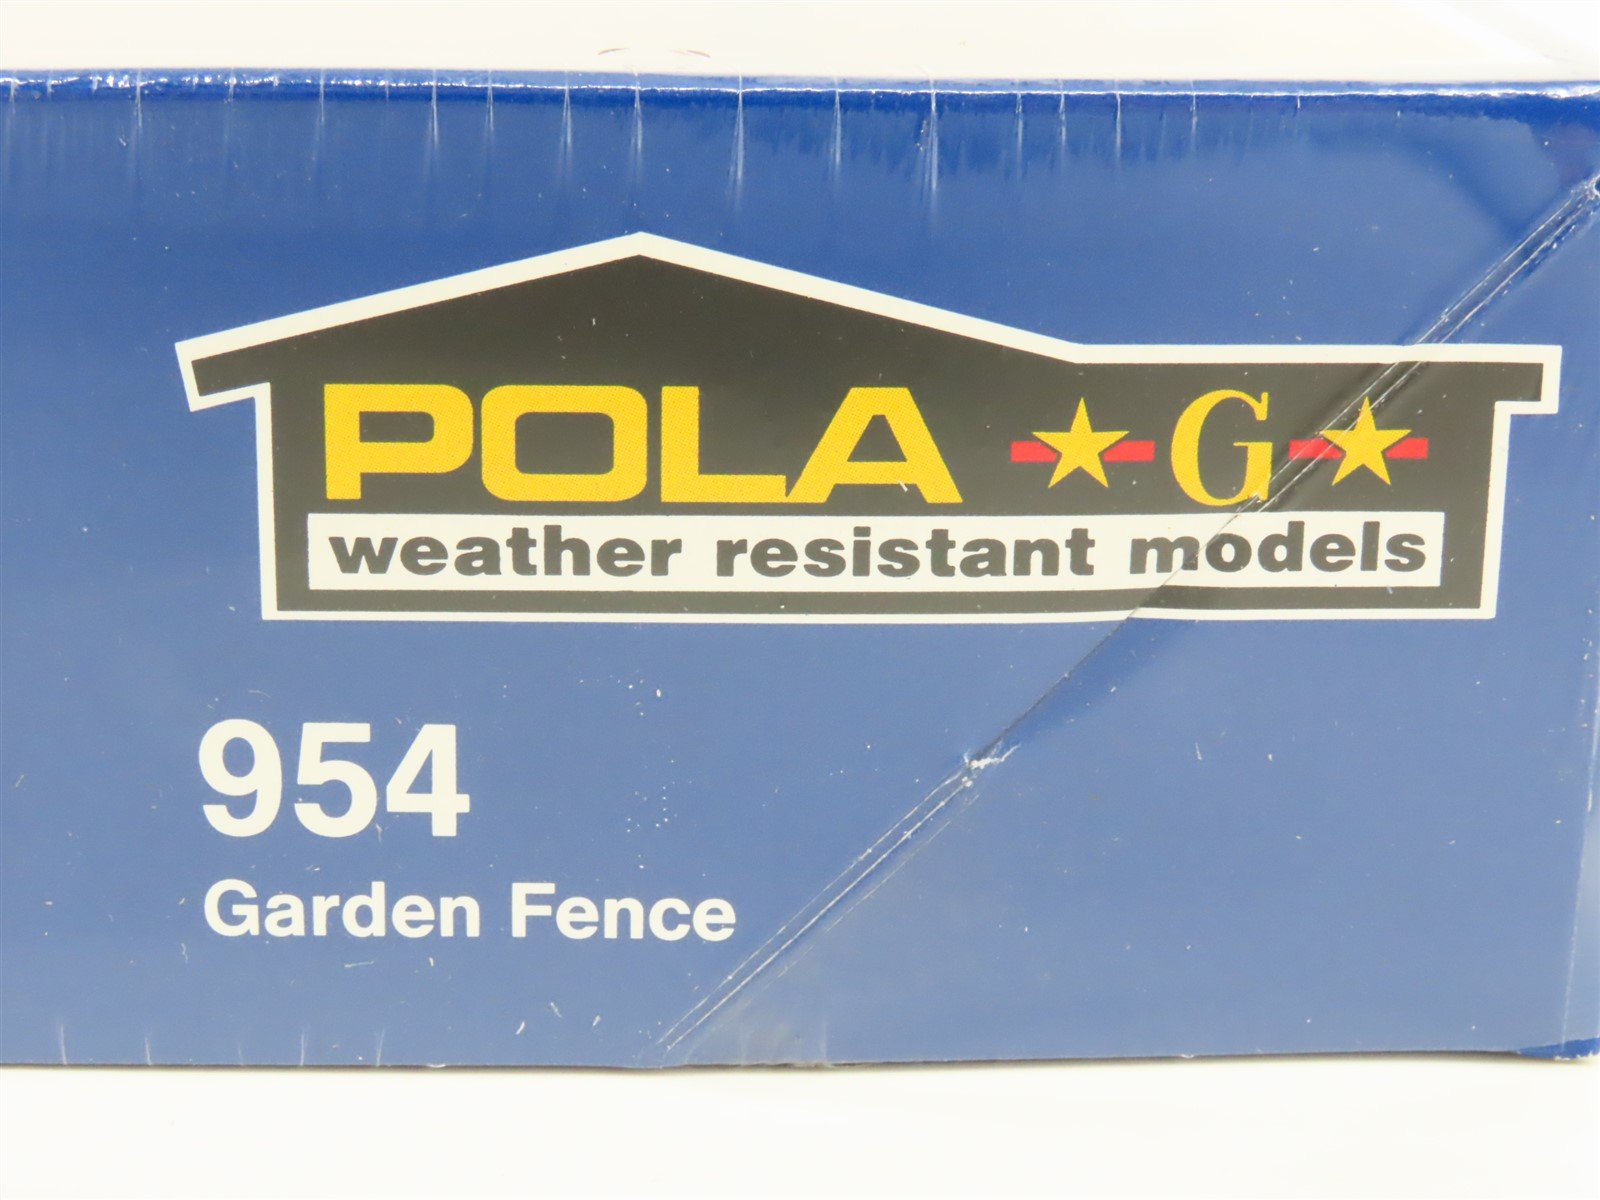 POLA ★ G ★
weather resistant models
954
Garden Fence